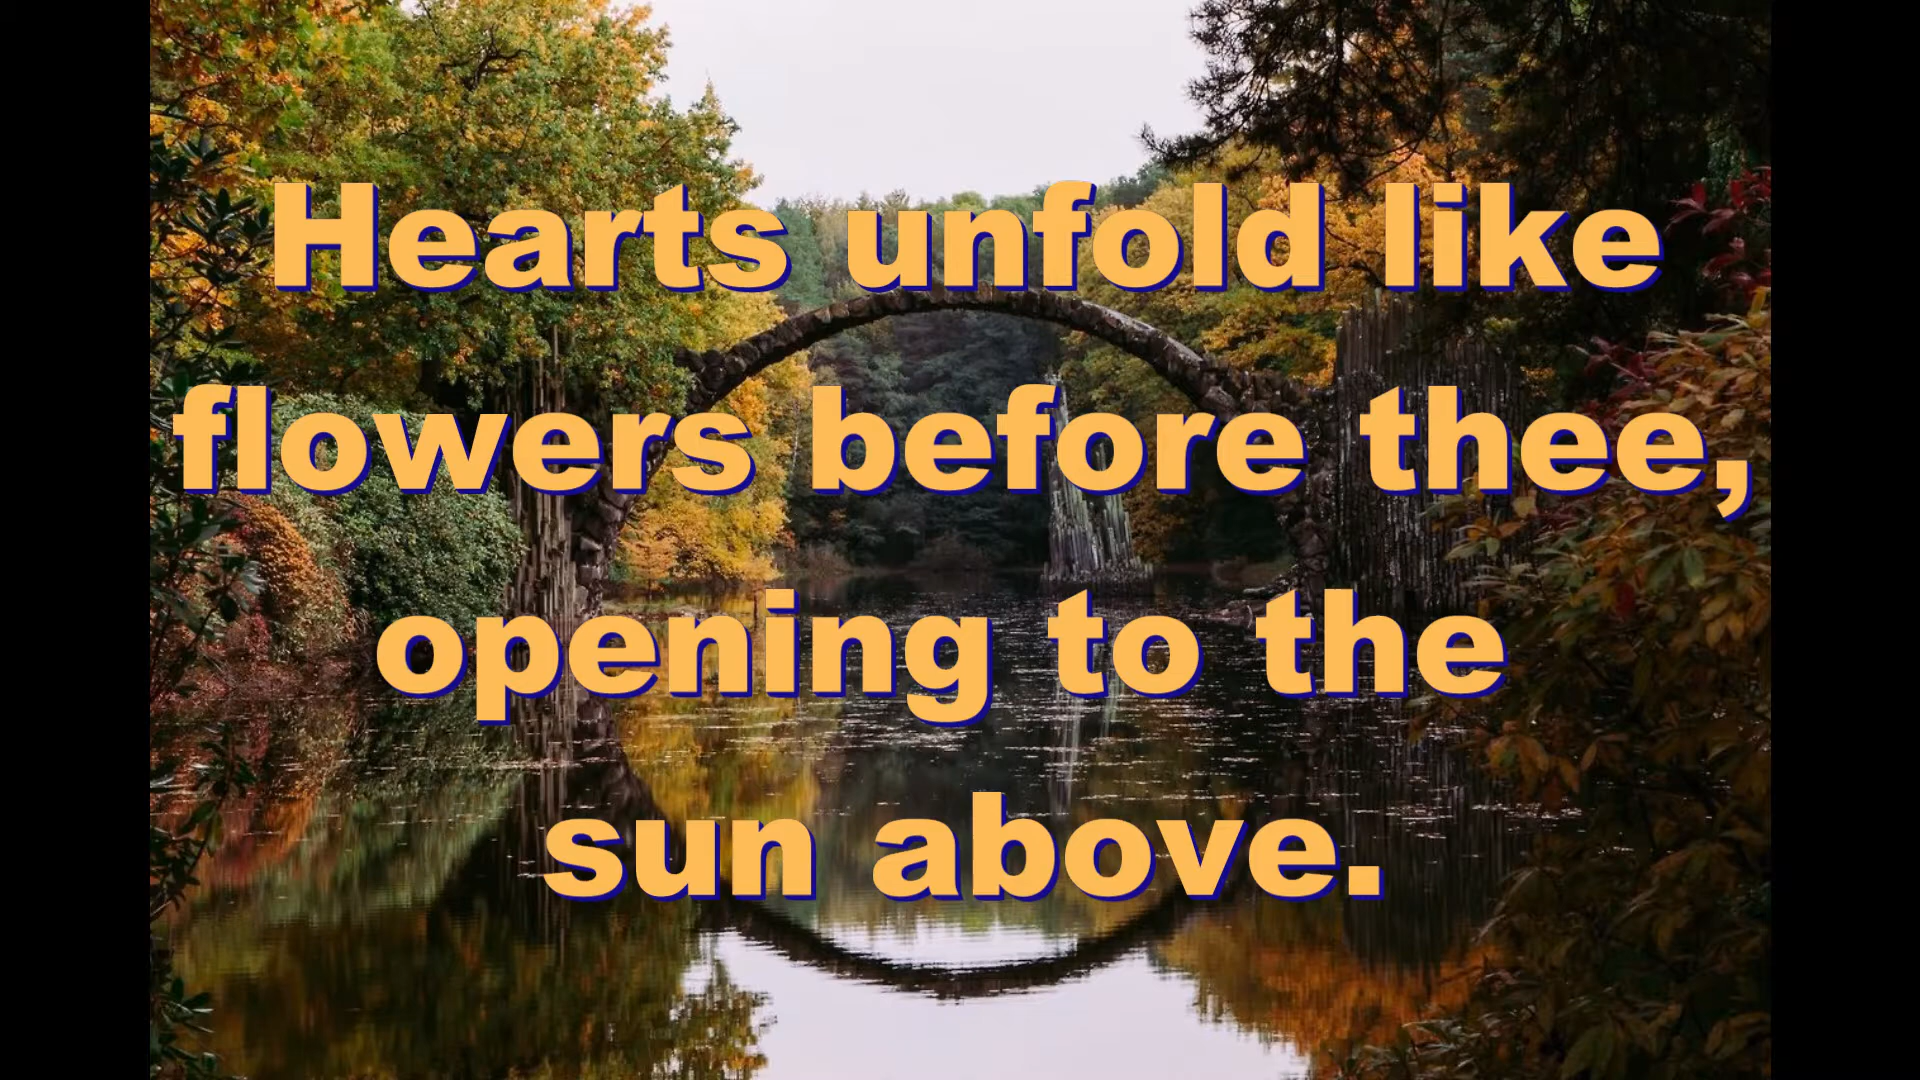 Hearts unfold like
flowers before thee,
opening to the
sun above.